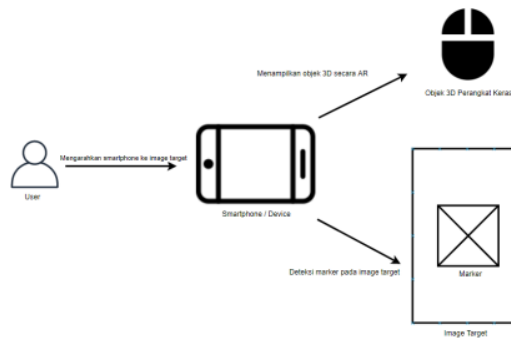 Menampilkan objek 3D secara AR
Objek 3D Perangkat Keras
Mengarahkan smartphone ke image target
User
Smartphone / Device
Deteksi marker pada image target
Marker
Image Target